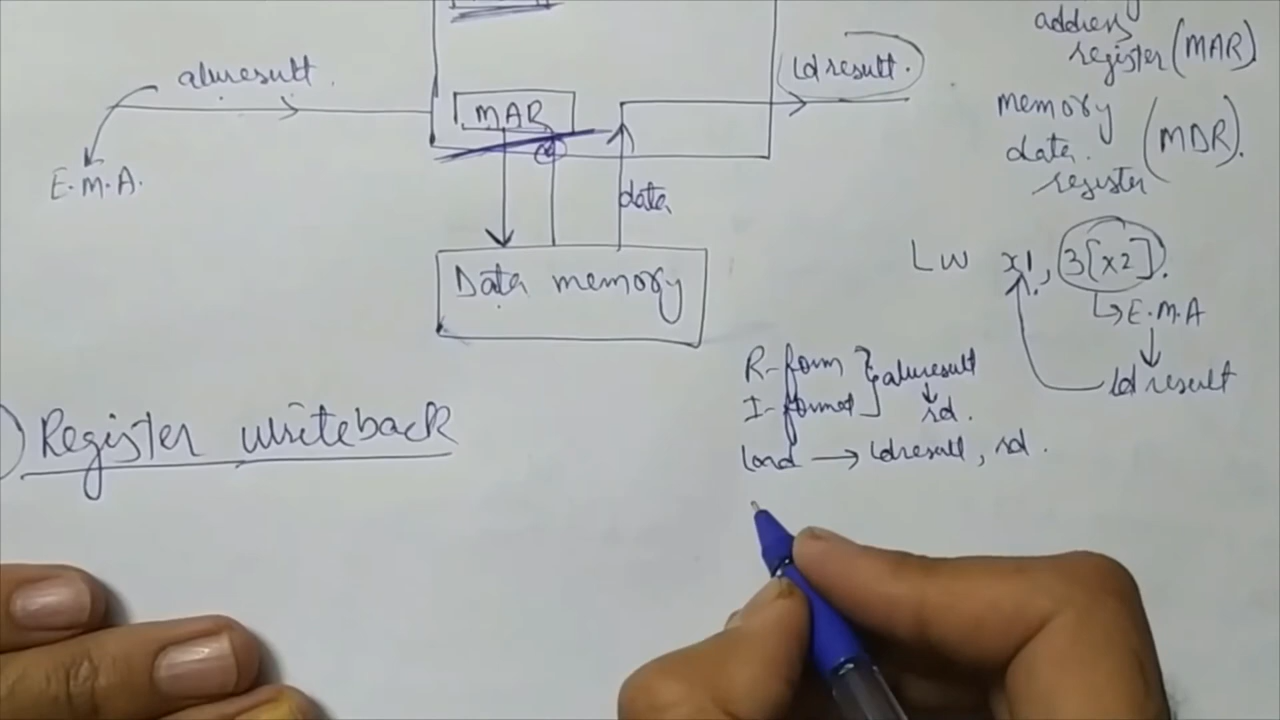 address
register (MAR)
aluresult.
ldresult.
MAR
memory
data
register
(MDR).
E.M.A.
data
Lw x1, 3[x2].
Data memory
E.M.A
ldresult
R-form
I-format
aluresult
rd.
Load → ldresult, rd.
Register writeback